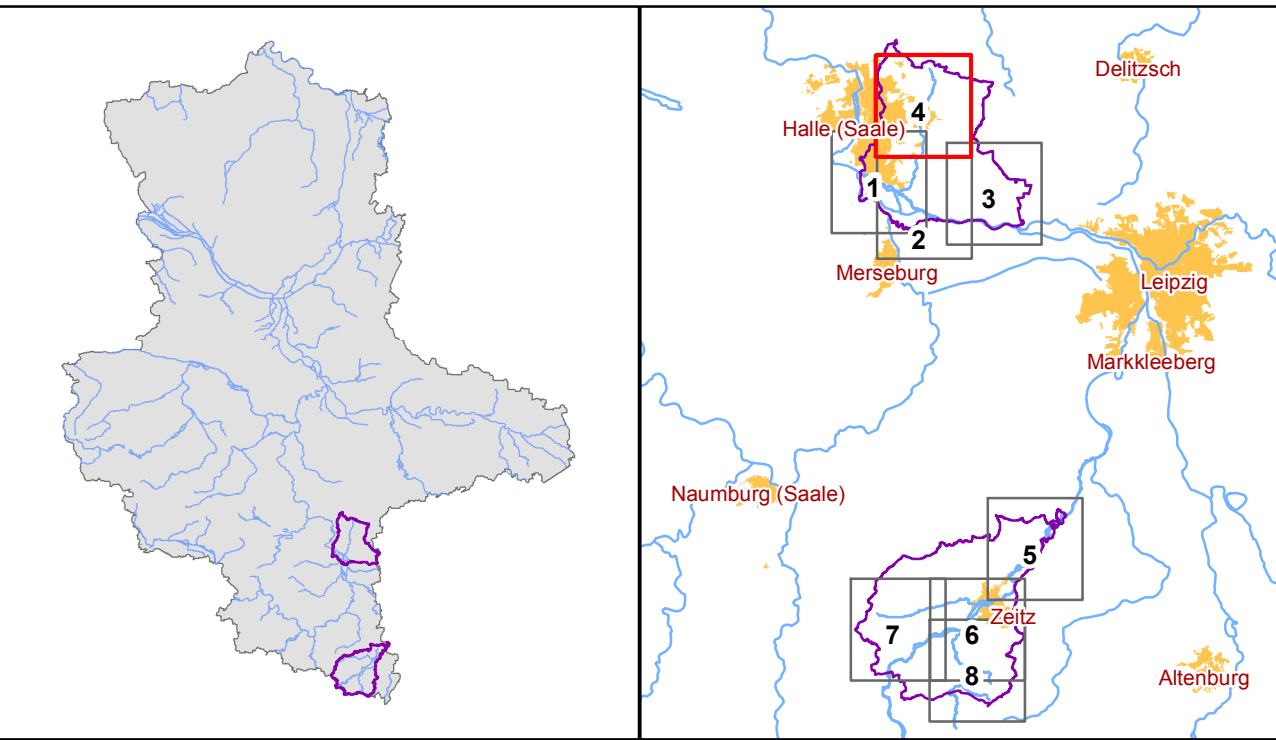 Delitzsch
4
Halle (Saale)
1
3
2
Merseburg
Leipzig
Markkleeberg
Naumburg (Saale)
5
Zeitz
7
6
8
Altenburg